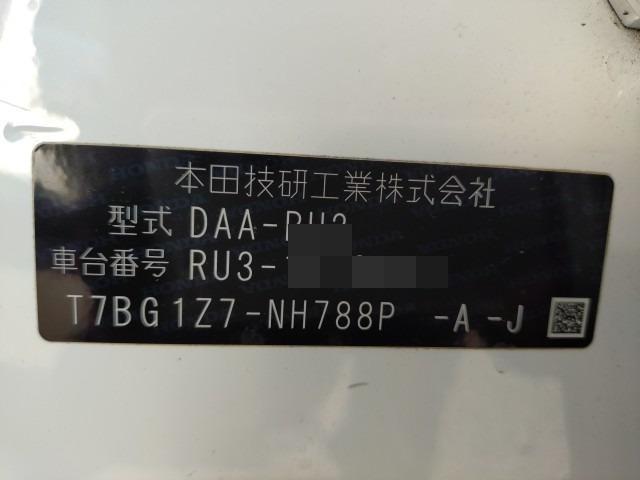 本田技研工業株式会社
型式 DAA-RU3
車台番号 RU3-
T7BG1Z7-NH788P -A -J